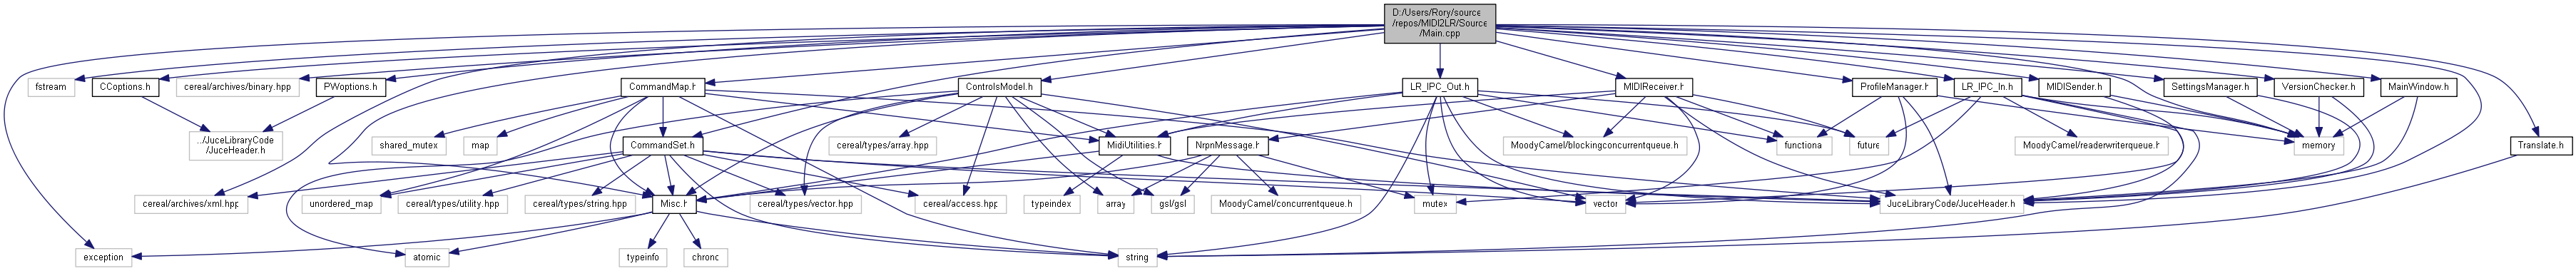 D:/Users/Rory/source
/repos/MIDI2LR/Source
/Main.cpp
fstream
CCoptions.h
cereal/archives/binary.hpp
PWoptions.h
CommandMap.h
ControlsModel.h
LR_IPC_Out.h
MIDIReceiver.h
ProfileManager.h
LR_IPC_In.h
MIDISender.h
SettingsManager.h
VersionChecker.h
MainWindow.h
../JuceLibraryCode
/JuceHeader.h
shared_mutex
map
CommandSet.h
cereal/types/array.hpp
MidiUtilities.h
NrpnMessage.h
MoodyCamel/blockingconcurrentqueue.h
functional
future
MoodyCamel/readerwriterqueue.h
memory
Translate.h
cereal/archives/xml.hpp
unordered_map
cereal/types/utility.hpp
cereal/types/string.hpp
Misc.h
cereal/types/vector.hpp
cereal/access.hpp
typeindex
array
gsl/gsl
MoodyCamel/concurrentqueue.h
mutex
vector
JuceLibraryCode/JuceHeader.h
exception
atomic
typeinfo
chrono
string